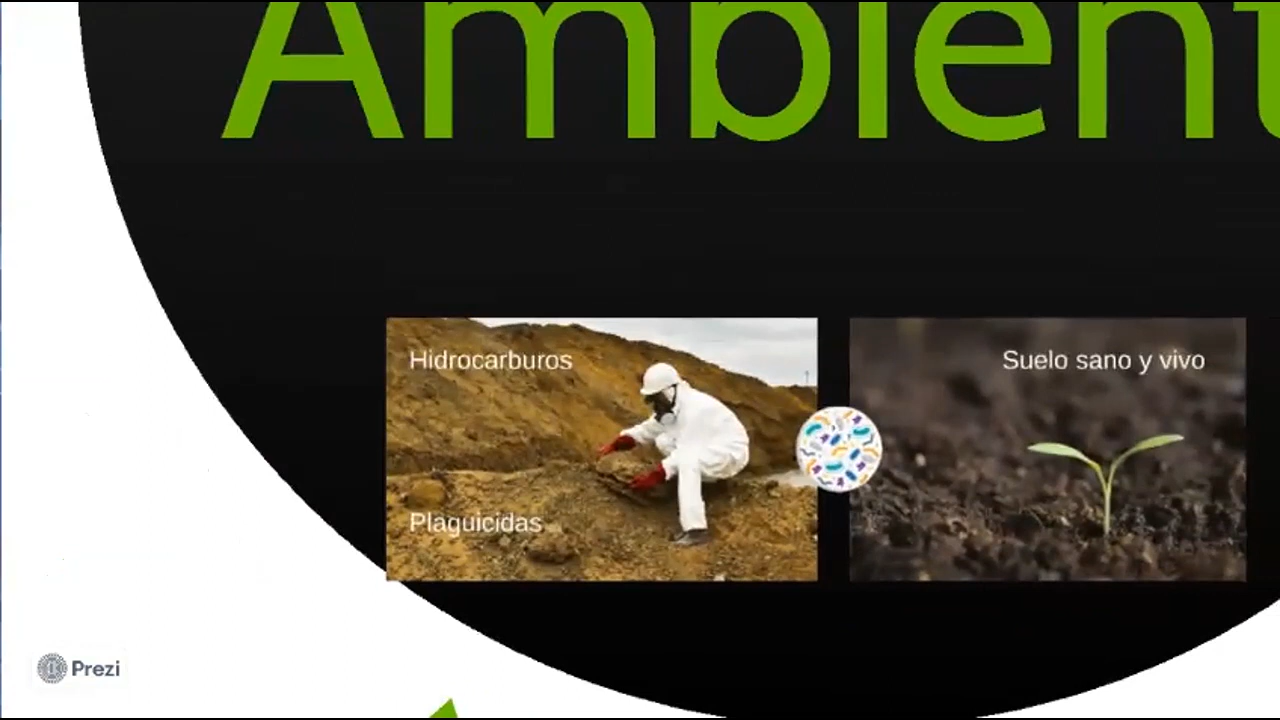 Ambient
Hidrocarburos
Suelo sano y vivo
Plaguicidas
Prezi